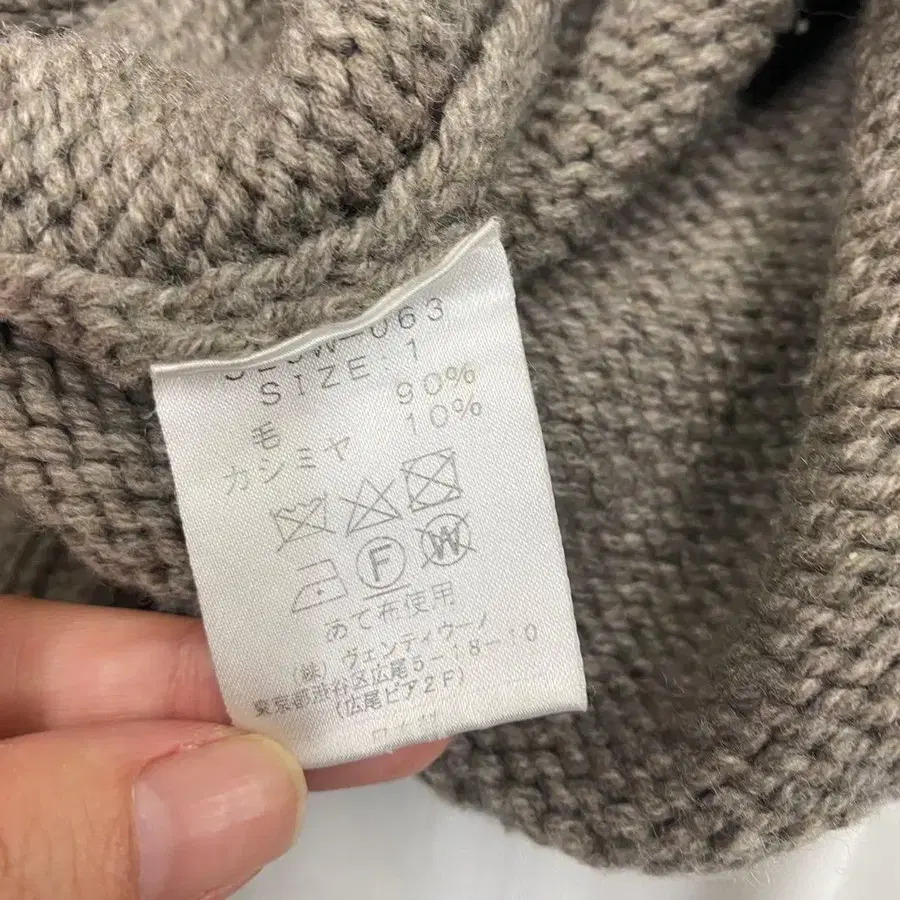 SIZE:1
毛 90%
カシミヤ 10%
F W
あて布使用
(株)ヴェンティウーノ
東京都渋谷区広尾5-18-10
(広尾ピア2F)